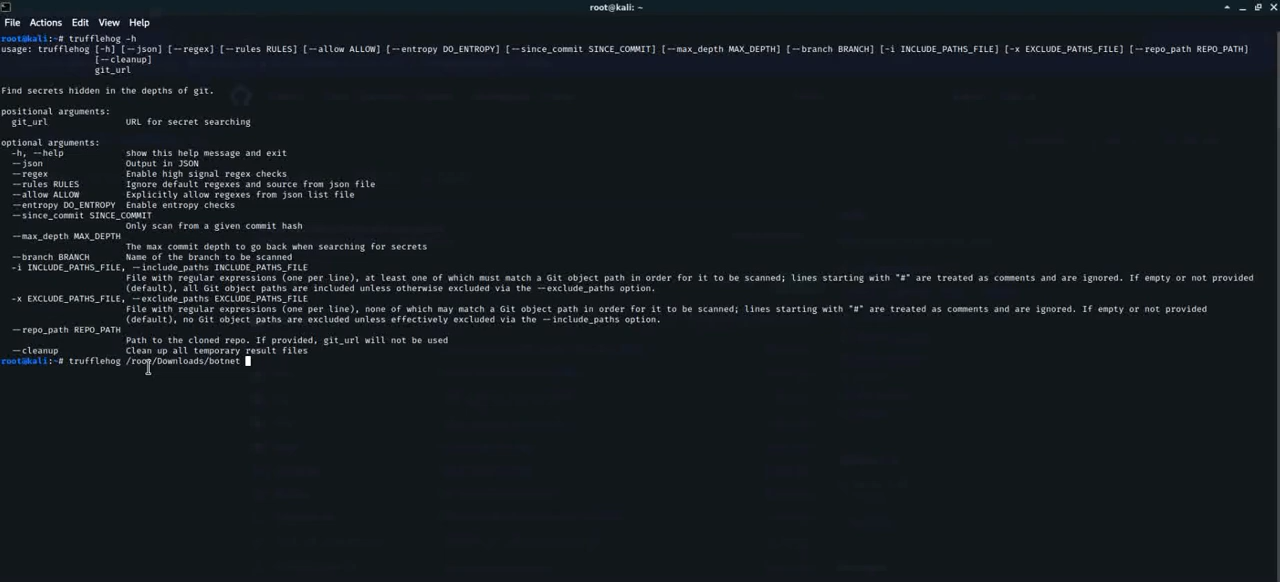 root@kali: ~
File Actions Edit View Help
root@kali:~# trufflehog -h
usage: trufflehog [-h] [--json] [--regex] [--rules RULES] [--allow ALLOW] [--entropy DO_ENTROPY] [--since_commit SINCE_COMMIT] [--max_depth MAX_DEPTH] [--branch BRANCH] [-i INCLUDE_PATHS_FILE] [-x EXCLUDE_PATHS_FILE] [--repo_path REPO_PATH]
[--cleanup]
git_url
Find secrets hidden in the depths of git.
positional arguments:
git_url URL for secret searching
optional arguments:
-h, --help show this help message and exit
--json Output in JSON
--regex Enable high signal regex checks
--rules RULES Ignore default regexes and source from json file
--allow ALLOW Explicitly allow regexes from json list file
--entropy DO_ENTROPY Enable entropy checks
--since_commit SINCE_COMMIT
Only scan from a given commit hash
--max_depth MAX_DEPTH
The max commit depth to go back when searching for secrets
--branch BRANCH Name of the branch to be scanned
-i INCLUDE_PATHS_FILE, --include_paths INCLUDE_PATHS_FILE
File with regular expressions (one per line), at least one of which must match a Git object path in order for it to be scanned; lines starting with "#" are treated as comments and are ignored. If empty or not provided
(default), all Git object paths are included unless otherwise excluded via the --exclude_paths option.
-x EXCLUDE_PATHS_FILE, --exclude_paths EXCLUDE_PATHS_FILE
File with regular expressions (one per line), none of which may match a Git object path in order for it to be scanned; lines starting with "#" are treated as comments and are ignored. If empty or not provided
(default), no Git object paths are excluded unless effectively excluded via the --include_paths option.
--repo_path REPO_PATH
Path to the cloned repo. If provided, git_url will not be used
--cleanup Clean up all temporary result files
root@kali:~# trufflehog /root/Downloads/botnet